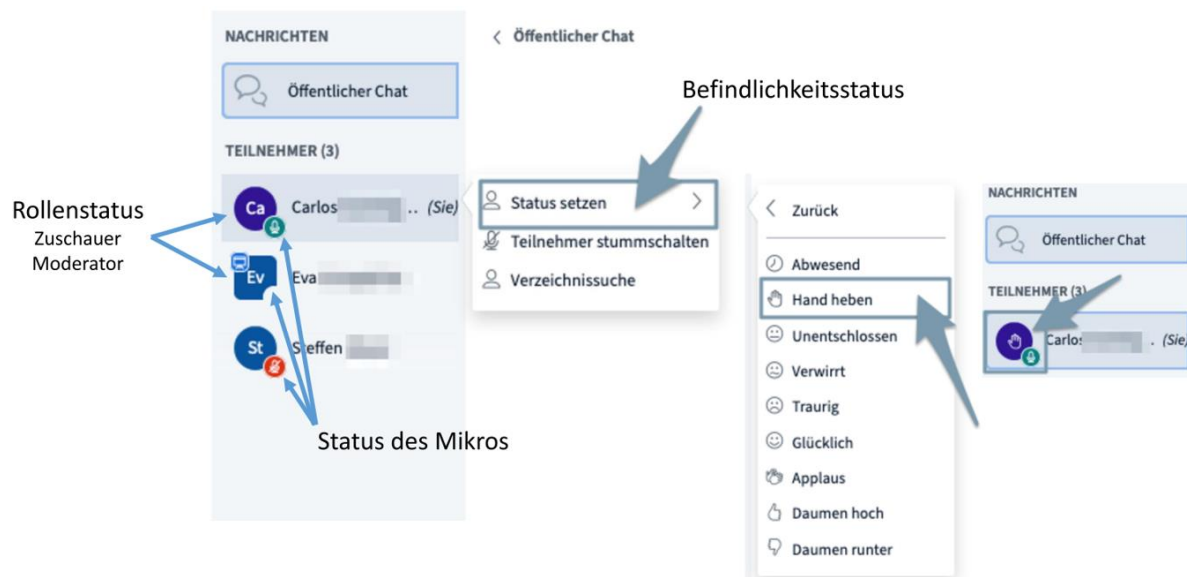 NACHRICHTEN
Öffentlicher Chat
TEILNEHMER (3)
Ca
Carlos .. (Sie)
Ev
Eva
St
Steffen
Rollenstatus
Zuschauer
Moderator
Status des Mikros
Öffentlicher Chat
Befindlichkeitsstatus
Status setzen
Teilnehmer stummschalten
Verzeichnissuche
Zurück
Abwesend
Hand heben
Unentschlossen
Verwirrt
Traurig
Glücklich
Applaus
Daumen hoch
Daumen runter
NACHRICHTEN
Öffentlicher Chat
TEILNEHMER (3)
Carlos . (Sie)